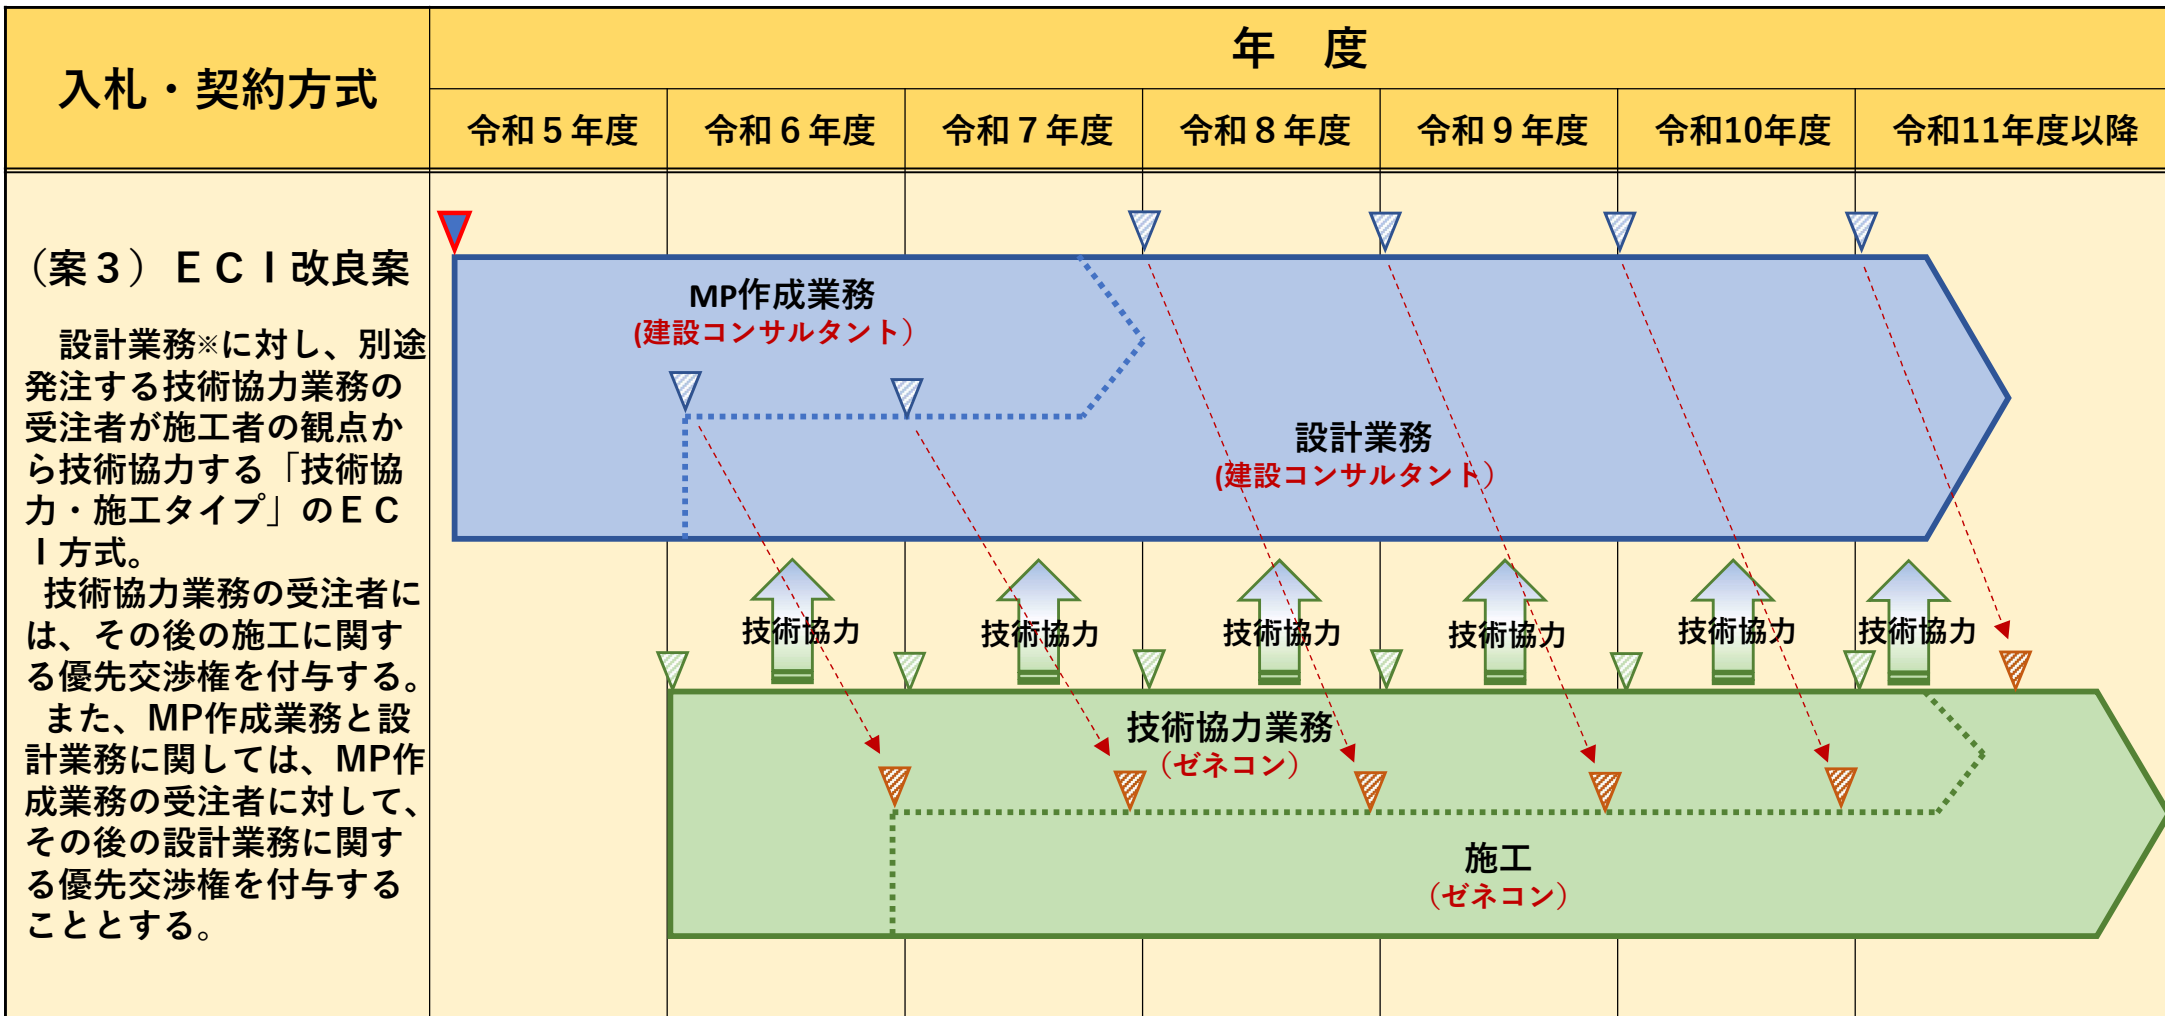 入札・契約方式
年　度
令和５年度
令和６年度
令和７年度
令和８年度
令和９年度
令和10年度
令和11年度以降
（案３）ＥＣＩ改良案
設計業務※に対し、別途
発注する技術協力業務の
受注者が施工者の観点か
ら技術協力する「技術協
力・施工タイプ」のＥＣ
Ｉ方式。
技術協力業務の受注者に
は、その後の施工に関す
る優先交渉権を付与する。
また、MP作成業務と設
計業務に関しては、MP作
成業務の受注者に対して、
その後の設計業務に関す
る優先交渉権を付与する
こととする。
MP作成業務
(建設コンサルタント）
設計業務
(建設コンサルタント）
技術協力
技術協力
技術協力
技術協力
技術協力
技術協力
技術協力業務
（ゼネコン）
施工
（ゼネコン）